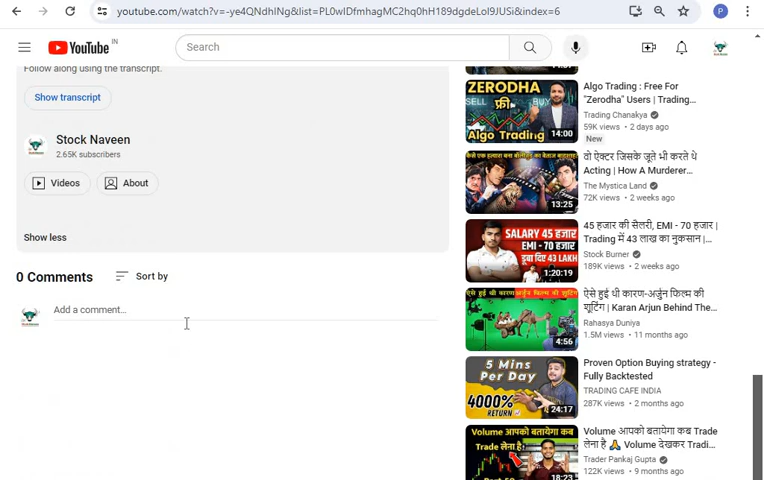 youtube.com/watch?v=-ye4QNdhINg&list=PL0wIDfmhagMC2hq0hH189dgdeLol9JUSi&index=6
P
YouTube IN
Search
Follow along using the transcript.
Show transcript
Stock Naveen
2.65K subscribers
Videos
About
Show less
0 Comments
Sort by
Add a comment...
ZERODHA
फ्री
SELL
BUY
Algo Trading
14:00
Algo Trading : Free For
"Zerodha" Users | Trading...
Trading Chanakya
59K views • 2 days ago
New
13:25
वो ऐक्टर जिसके जूते भी करते थे
Acting | How A Murderer...
The Mystica Land
72K views • 2 weeks ago
SALARY 45 हजार
EMI - 70 हजार
डूबा दिए 43 LAKH
1:20:19
45 हजार की सैलरी, EMI - 70 हजार |
Trading में 43 लाख का नुकसान |...
Stock Burner
189K views • 2 weeks ago
4:56
ऐसे हुई थी कारण-अर्जुन फिल्म की
शूटिंग | Karan Arjun Behind The...
Rahasya Duniya
1.5M views • 11 months ago
5 Mins
Per Day
4000%
RETURN
24:17
Proven Option Buying strategy -
Fully Backtested
TRADING CAFE INDIA
287K views • 2 months ago
Volume आपको बतायेगा कब
Trade लेना है
18:23
Volume आपको बतायेगा कब Trade
लेना है 🙏 Volume देखकर Tradi...
Trader Pankaj Gupta
122K views • 9 months ago